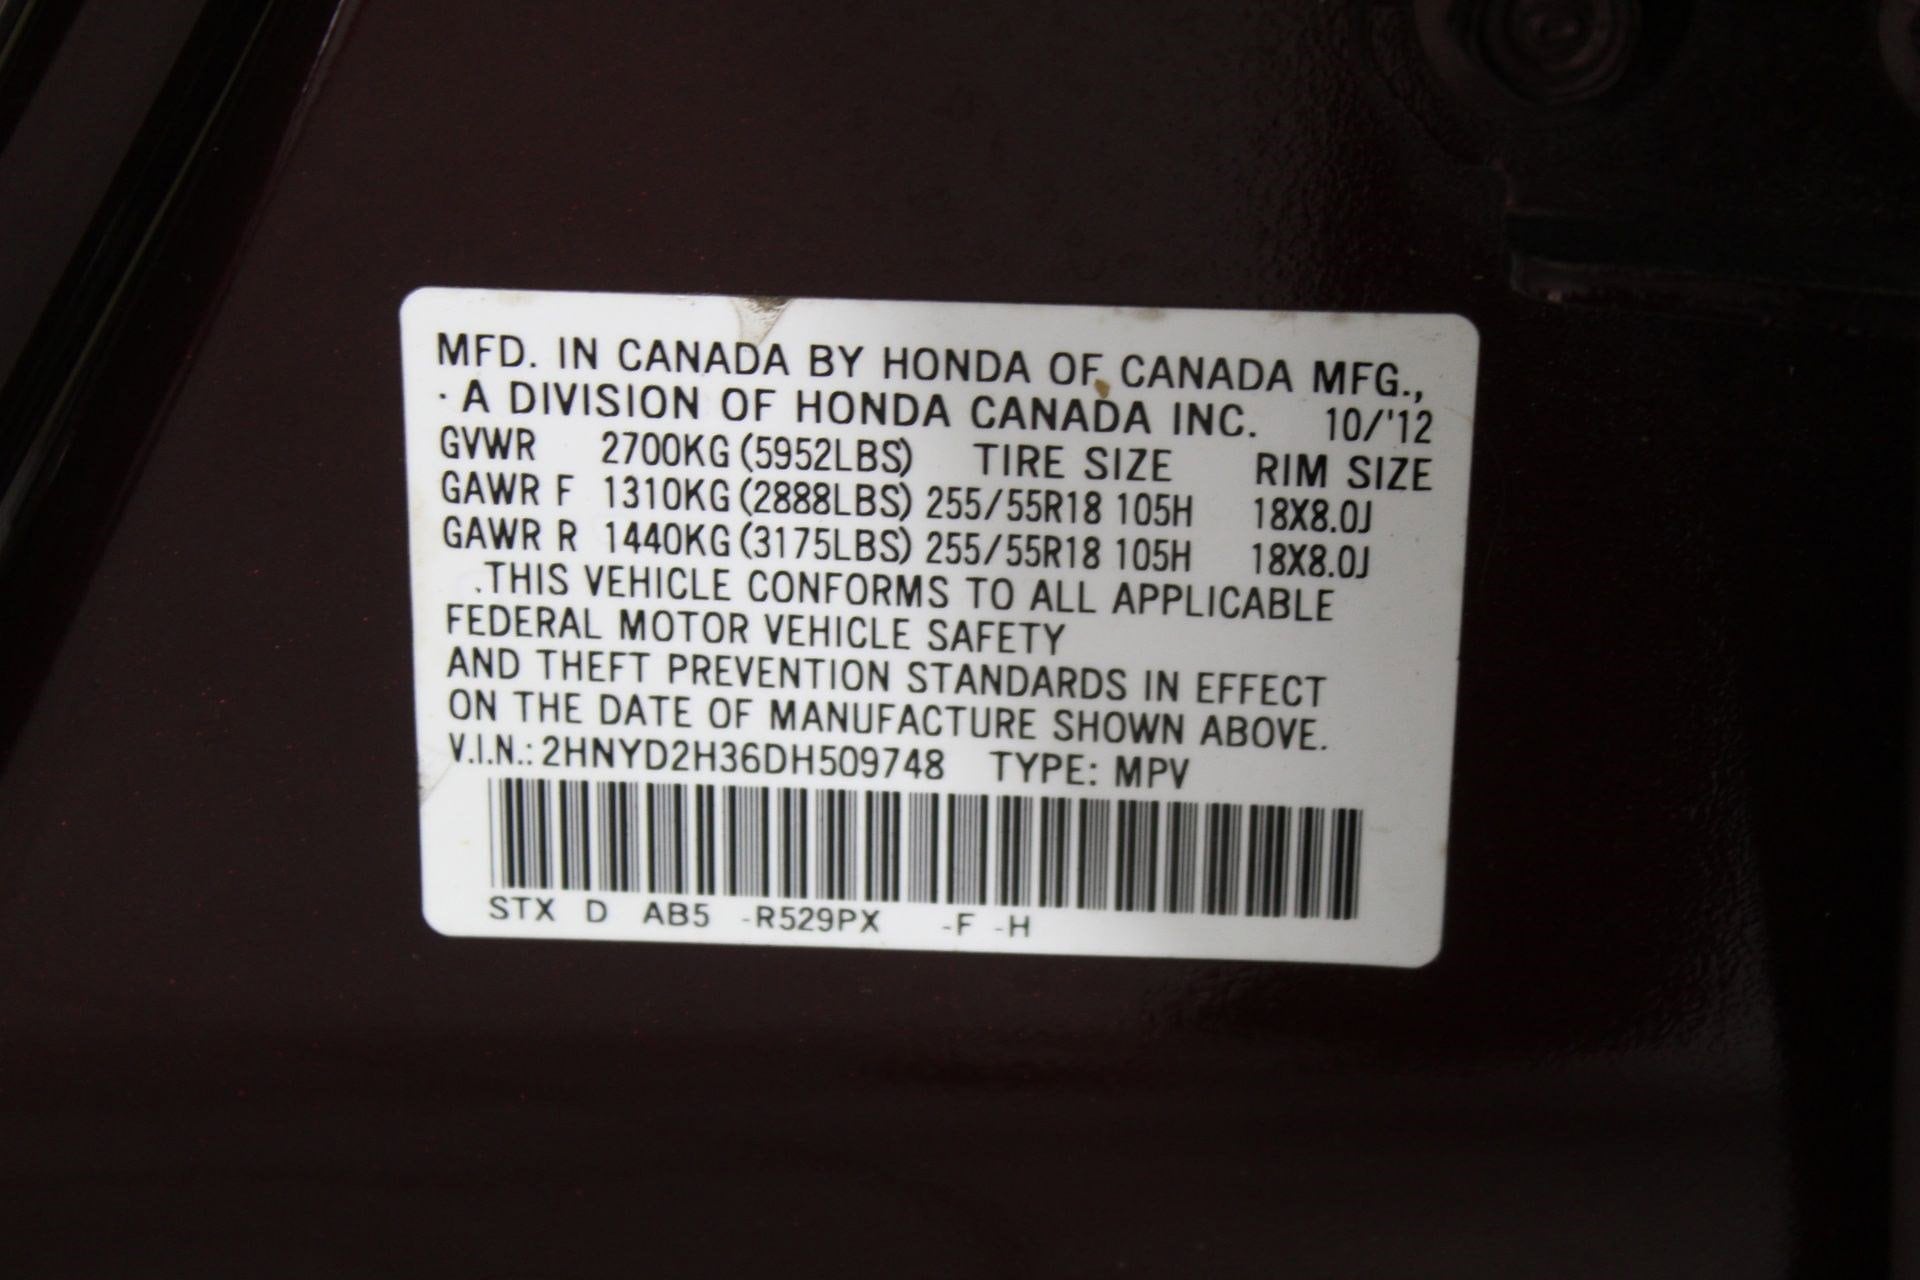 MFD. IN CANADA BY HONDA OF CANADA MFG.,
A DIVISION OF HONDA CANADA INC. 10/'12
GVWR 2700KG (5952LBS) TIRE SIZE RIM SIZE
GAWR F 1310KG (2888LBS) 255/55R18 105H 18X8.0J
GAWR R 1440KG (3175LBS) 255/55R18 105H 18X8.0J
THIS VEHICLE CONFORMS TO ALL APPLICABLE
FEDERAL MOTOR VEHICLE SAFETY
AND THEFT PREVENTION STANDARDS IN EFFECT
ON THE DATE OF MANUFACTURE SHOWN ABOVE.
V.I.N.: 2HNYD2H36DH509748 TYPE: MPV
STX D AB5 -R529PX -F -H